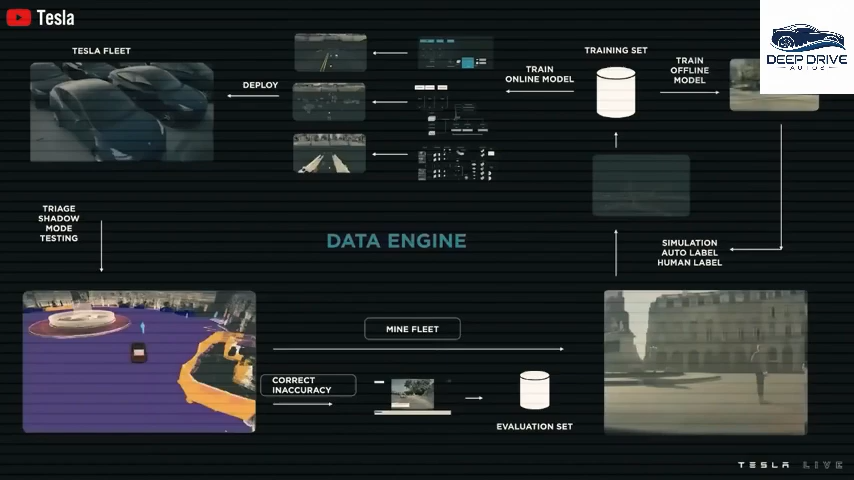 Tesla
DEEP DRIVE
AUTOS
TESLA FLEET
DEPLOY
TRAIN
ONLINE MODEL
TRAINING SET
TRAIN
OFFLINE
MODEL
TRIAGE
SHADOW
MODE
TESTING
DATA ENGINE
SIMULATION
AUTO LABEL
HUMAN LABEL
MINE FLEET
CORRECT
INACCURACY
EVALUATION SET
TESLA LIVE